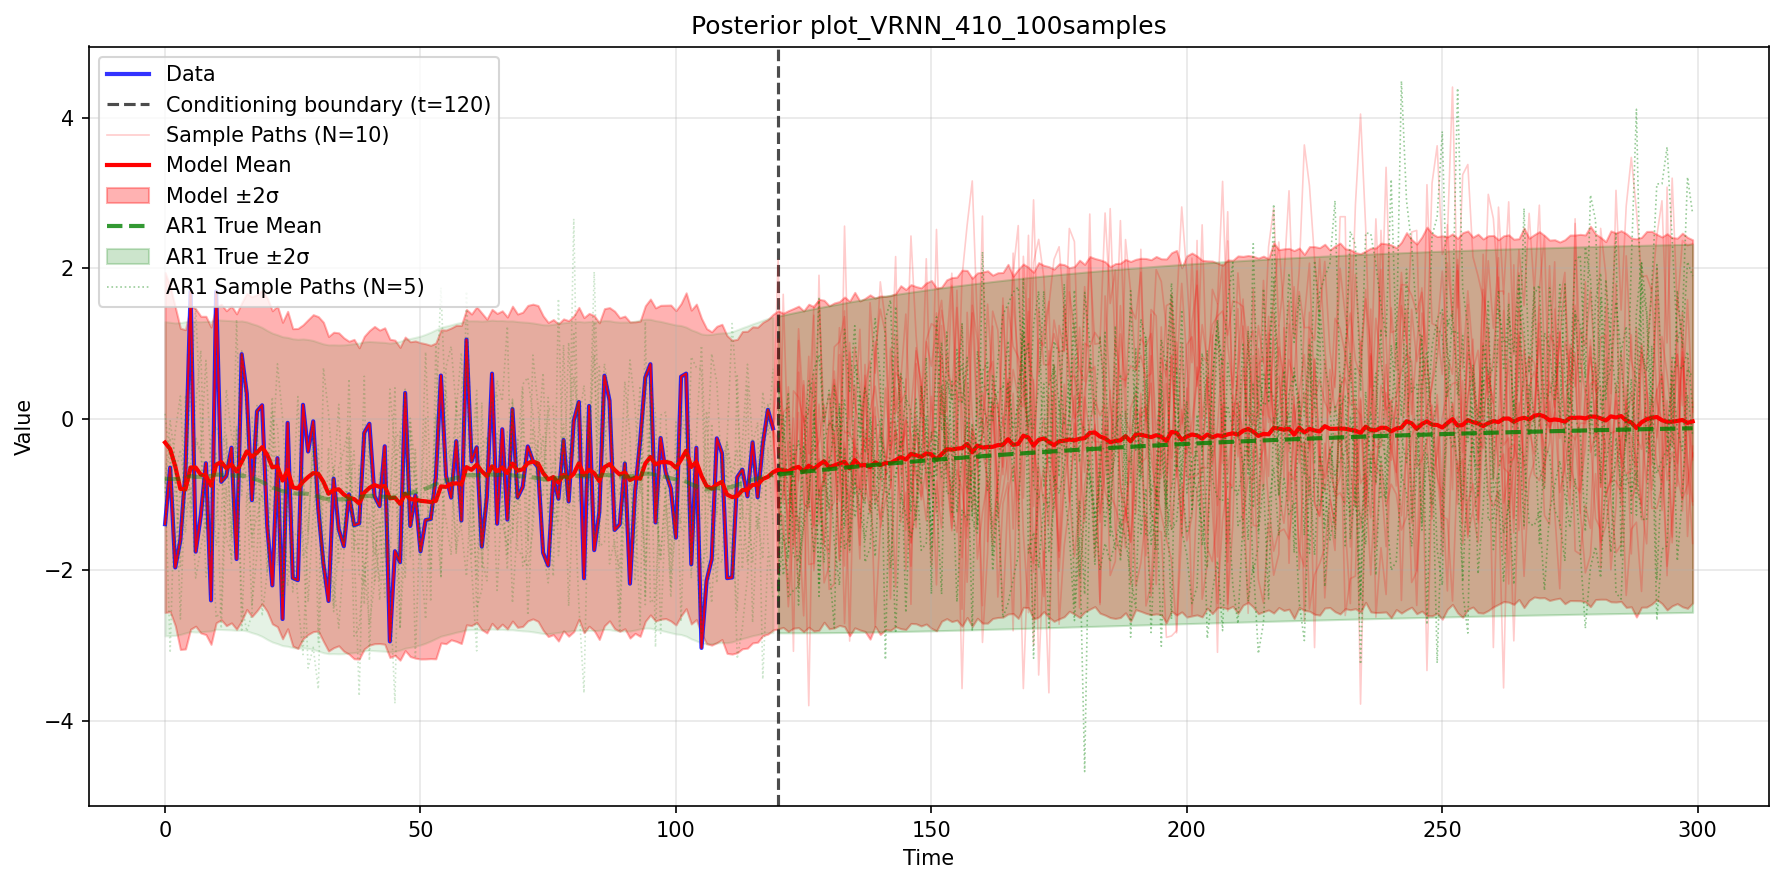 Posterior plot_VRNN_410_100samples
Data
Conditioning boundary (t=120)
Sample Paths (N=10)
Model Mean
Model ±2σ
AR1 True Mean
AR1 True ±2σ
AR1 Sample Paths (N=5)
Value
4
2
0
−2
−4
0 50 100 150 200 250 300
Time